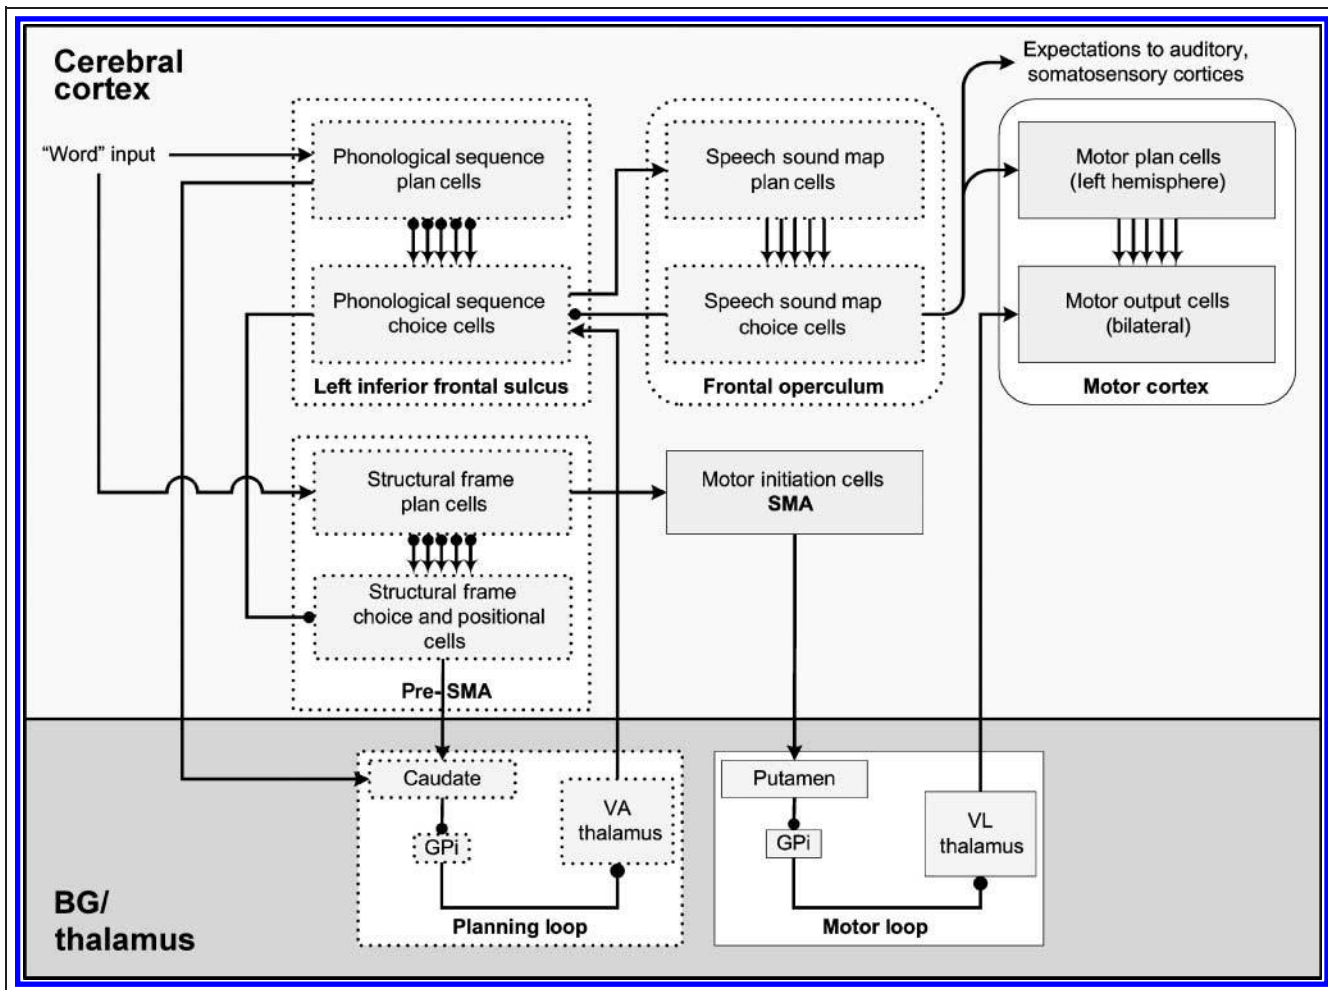 Cerebral
cortex
Expectations to auditory,
somatosensory cortices
"Word" input
Phonological sequence
plan cells
Speech sound map
plan cells
Motor plan cells
(left hemisphere)
Phonological sequence
choice cells
Speech sound map
choice cells
Motor output cells
(bilateral)
Left inferior frontal sulcus
Frontal operculum
Motor cortex
Structural frame
plan cells
Motor initiation cells
SMA
Structural frame
choice and positional
cells
Pre-SMA
Caudate
VA
thalamus
GPi
Planning loop
Putamen
GPi
VL
thalamus
Motor loop
BG/
thalamus